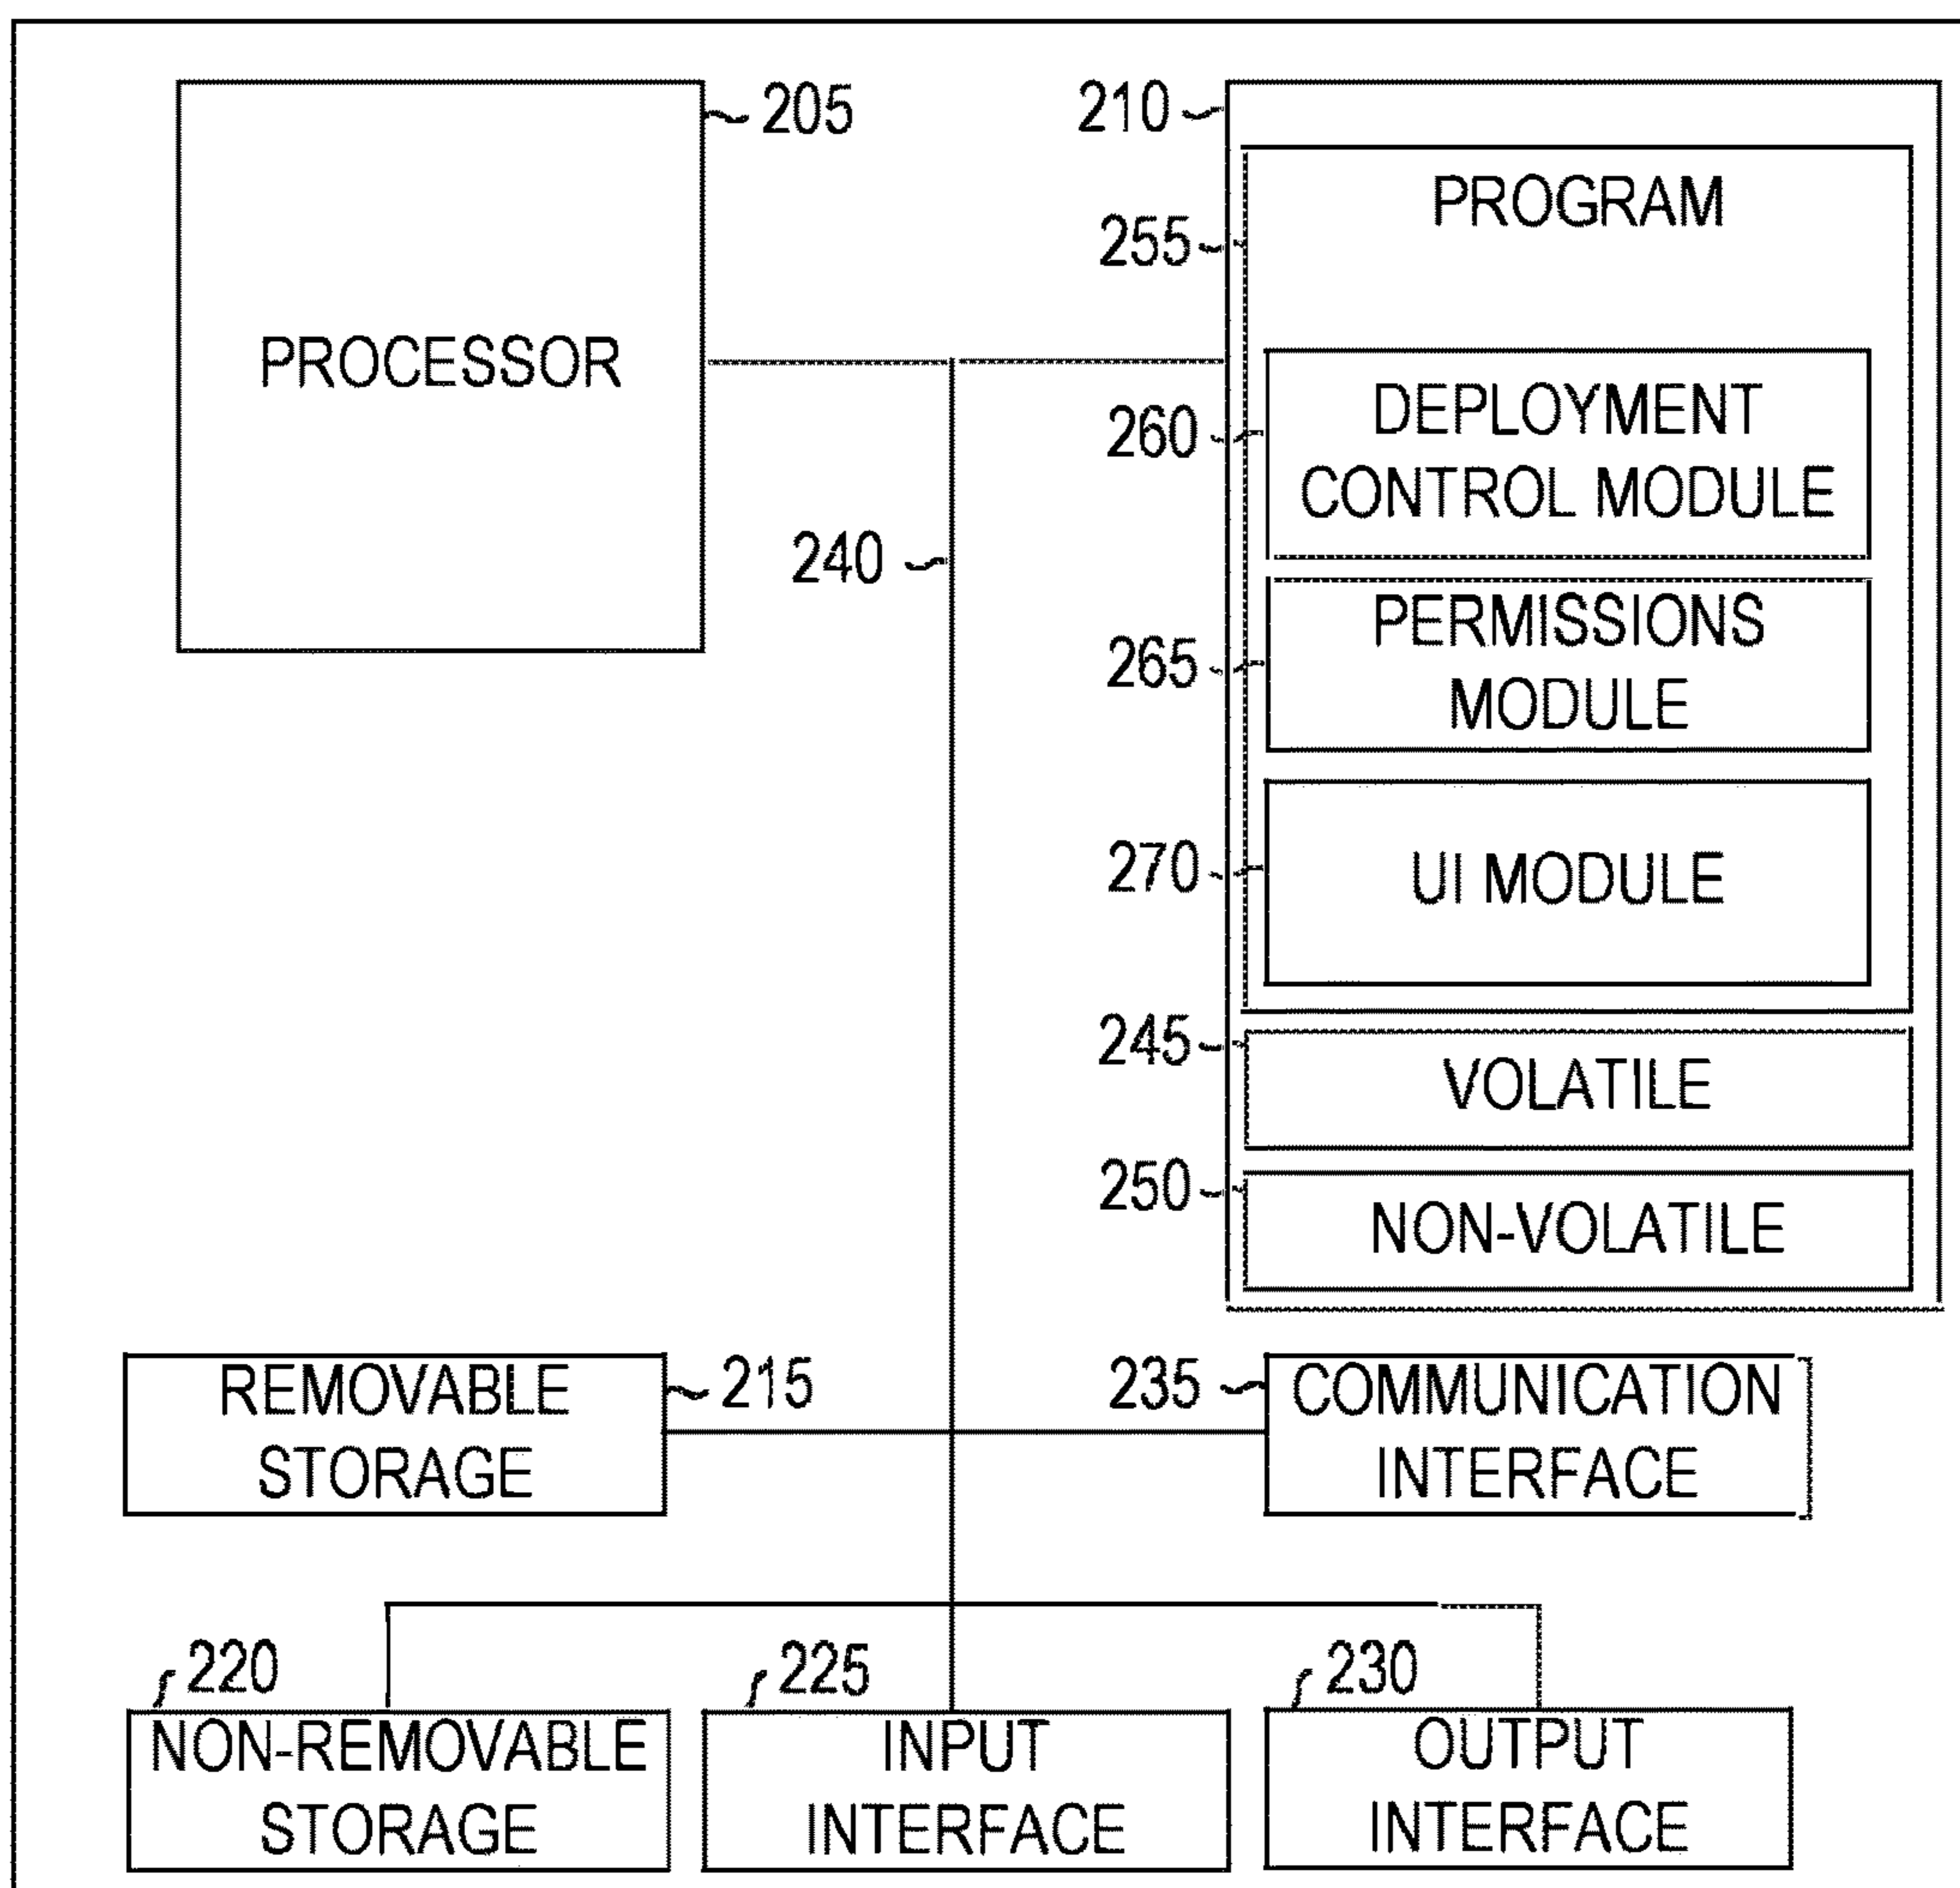 205
PROCESSOR
210
PROGRAM
255
260
DEPLOYMENT
CONTROL MODULE
240
265
PERMISSIONS
MODULE
270
UI MODULE
245
VOLATILE
250
NON-VOLATILE
REMOVABLE
STORAGE
215
235
COMMUNICATION
INTERFACE
220
NON-REMOVABLE
STORAGE
225
INPUT
INTERFACE
230
OUTPUT
INTERFACE